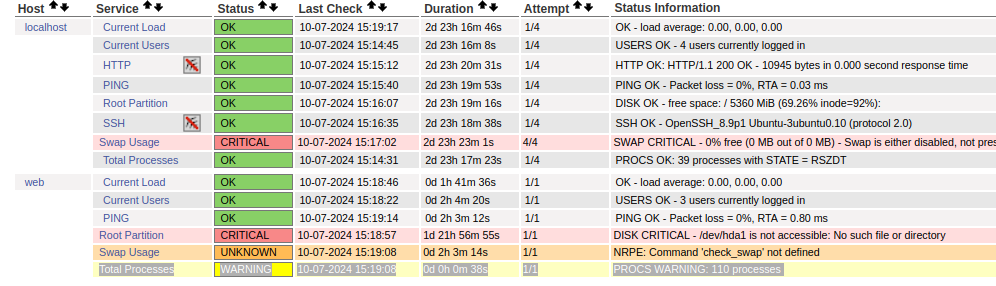 Host Service Status Last Check Duration Attempt Status Information
localhost Current Load OK 10-07-2024 15:19:17 2d 23h 16m 46s 1/4 OK - load average: 0.00, 0.00, 0.00
Current Users OK 10-07-2024 15:14:45 2d 23h 16m 8s 1/4 USERS OK - 4 users currently logged in
HTTP OK 10-07-2024 15:15:12 2d 23h 20m 31s 1/4 HTTP OK: HTTP/1.1 200 OK - 10945 bytes in 0.000 second response time
PING OK 10-07-2024 15:15:40 2d 23h 19m 53s 1/4 PING OK - Packet loss = 0%, RTA = 0.03 ms
Root Partition OK 10-07-2024 15:16:07 2d 23h 19m 16s 1/4 DISK OK - free space: / 5360 MiB (69.26% inode=92%):
SSH OK 10-07-2024 15:16:35 2d 23h 18m 38s 1/4 SSH OK - OpenSSH_8.9p1 Ubuntu-3ubuntu0.10 (protocol 2.0)
Swap Usage CRITICAL 10-07-2024 15:17:02 2d 23h 23m 1s 4/4 SWAP CRITICAL - 0% free (0 MB out of 0 MB) - Swap is either disabled, not pres
Total Processes OK 10-07-2024 15:14:31 2d 23h 17m 23s 1/4 PROCS OK: 39 processes with STATE = RSZDT
web Current Load OK 10-07-2024 15:18:46 0d 1h 41m 36s 1/1 OK - load average: 0.00, 0.00, 0.00
Current Users OK 10-07-2024 15:18:22 0d 2h 4m 20s 1/1 USERS OK - 3 users currently logged in
PING OK 10-07-2024 15:19:14 0d 2h 3m 12s 1/1 PING OK - Packet loss = 0%, RTA = 0.80 ms
Root Partition CRITICAL 10-07-2024 15:18:57 1d 21h 56m 55s 1/1 DISK CRITICAL - /dev/hda1 is not accessible: No such file or directory
Swap Usage UNKNOWN 10-07-2024 15:19:08 0d 2h 3m 14s 1/1 NRPE: Command 'check_swap' not defined
Total Processes WARNING 10-07-2024 15:19:08 0d 0h 0m 38s 1/1 PROCS WARNING: 110 processes